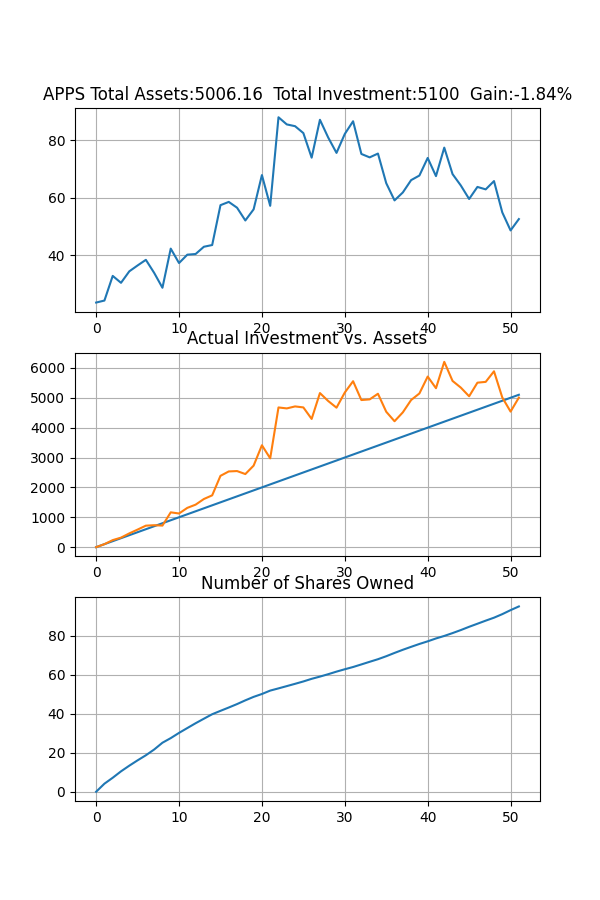 APPS Total Assets:5006.16  Total Investment:5100  Gain:-1.84%
80
60
40
0 10 20 30 40 50
Actual Investment vs. Assets
6000
5000
4000
3000
2000
1000
0
0 10 20 30 40 50
Number of Shares Owned
80
60
40
20
0
0 10 20 30 40 50